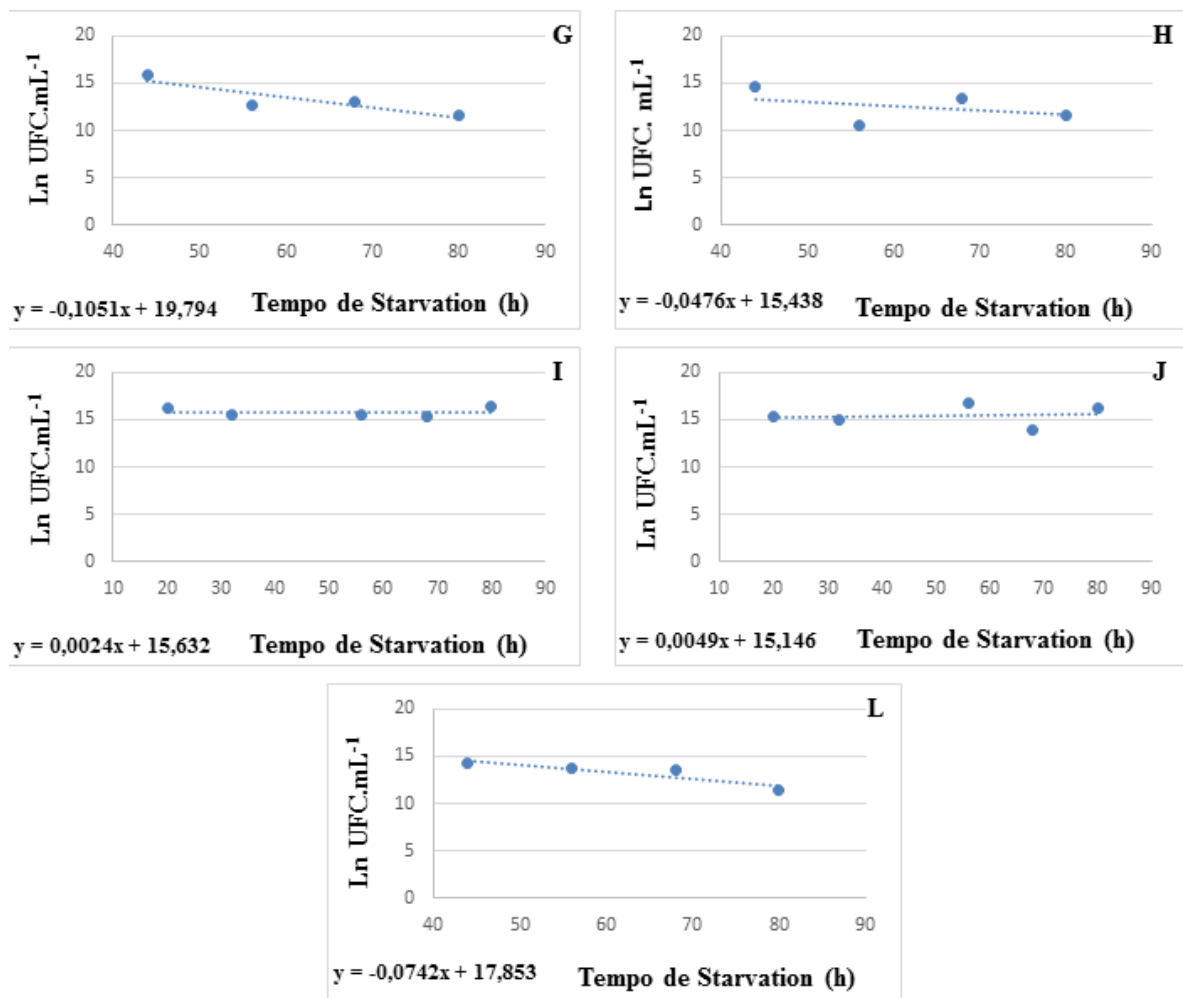 G
Ln UFC.mL-1
20
15
10
5
0
40 50 60 70 80 90
y = -0,1051x + 19,794 Tempo de Starvation (h)
H
Ln UFC. mL-1
20
15
10
5
0
40 50 60 70 80 90
y = -0,0476x + 15,438 Tempo de Starvation (h)
I
Ln UFC.mL-1
20
15
10
5
0
10 20 30 40 50 60 70 80 90
y = 0,0024x + 15,632 Tempo de Starvation (h)
J
Ln UFC.mL-1
20
15
10
5
0
10 20 30 40 50 60 70 80 90
y = 0,0049x + 15,146 Tempo de Starvation (h)
L
Ln UFC.mL-1
20
15
10
5
0
40 50 60 70 80 90
y = -0,0742x + 17,853 Tempo de Starvation (h)